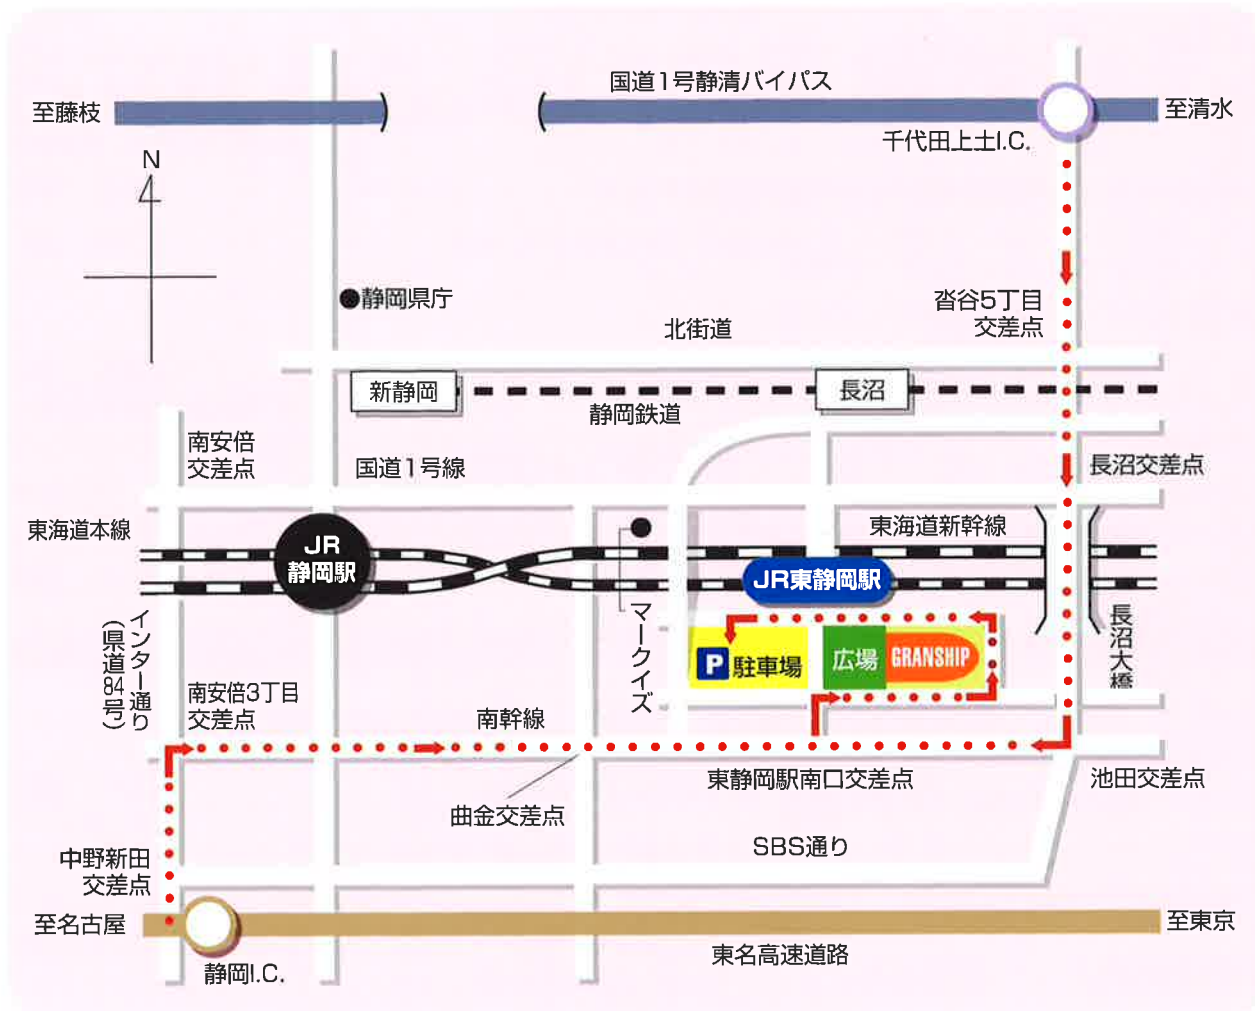 国道1号静清バイパス
至藤枝
至清水
千代田上土I.C.
N
静岡県庁
沓谷5丁目
交差点
北街道
新静岡
長沼
静岡鉄道
南安倍
交差点
国道1号線
長沼交差点
東海道本線
東海道新幹線
JR
静岡駅
JR東静岡駅
インター通り
(県道84号)
マークイズ
長沼大橋
P 駐車場
広場
GRANSHIP
南安倍3丁目
交差点
南幹線
東静岡駅南口交差点
池田交差点
曲金交差点
SBS通り
中野新田
交差点
至名古屋
至東京
東名高速道路
静岡I.C.